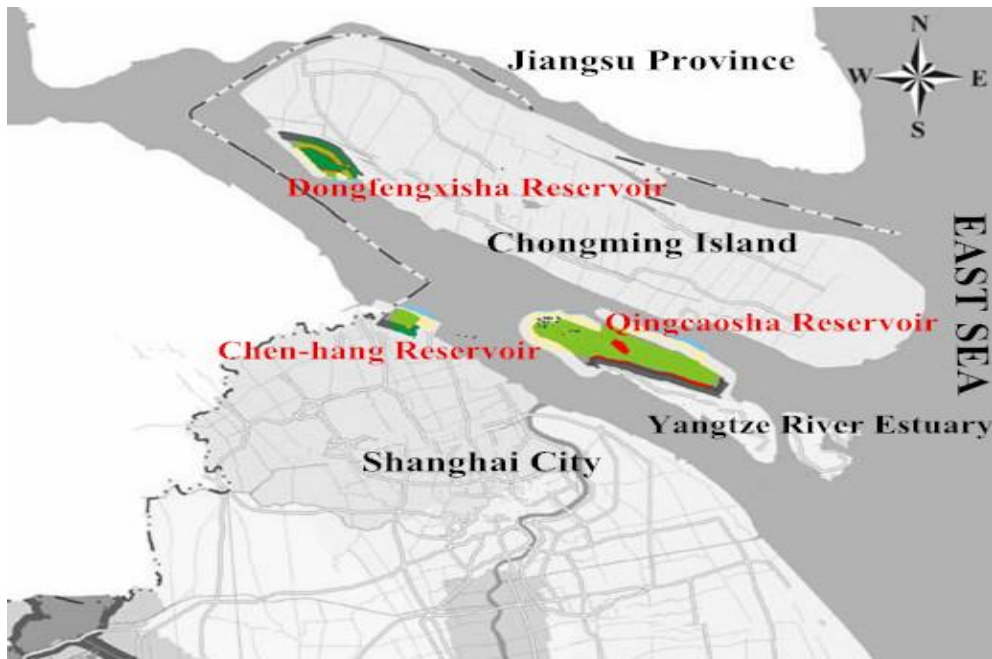 N
Jiangsu Province
W E
S
Dongfengxisha Reservoir
Chongming Island
EAST SEA
Qingcaosha Reservoir
Chen-hang Reservoir
Yangtze River Estuary
Shanghai City